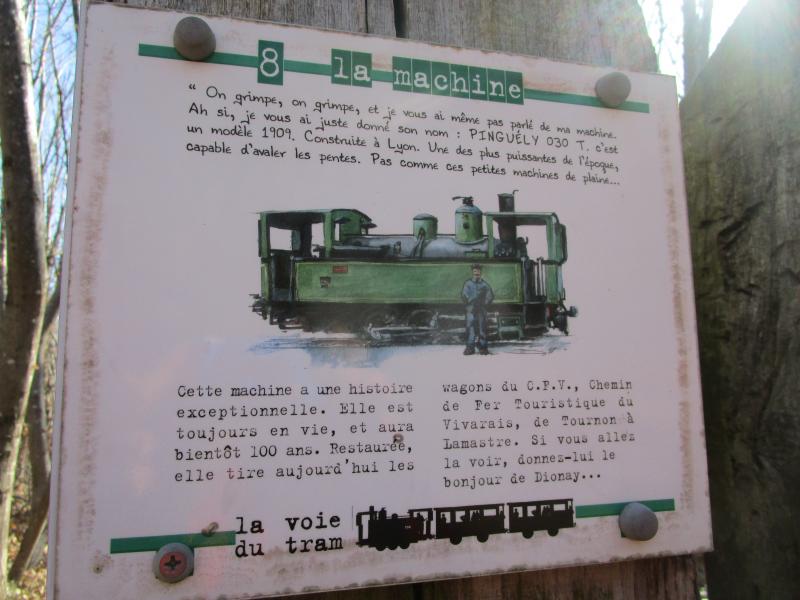 8 la machine
" On grimpe, on grimpe, et je vous ai même pas parlé de ma machine.
Ah si, je vous ai juste donné son nom : PINGUÉLY 030 T. c'est
un modèle 1909. Construite à Lyon. Une des plus puissantes de l'époque,
capable d'avaler les pentes. Pas comme ces petites machines de plaine...
Cette machine a une histoire
exceptionnelle. Elle est
toujours en vie, et aura
bientôt 100 ans. Restaurée,
elle tire aujourd'hui les
wagons du C.F.V., Chemin
de Fer Touristique du
Vivarais, de Tournon à
Lamastre. Si vous allez
la voir, donnez-lui le
bonjour de Dionay...
la voie
du tram